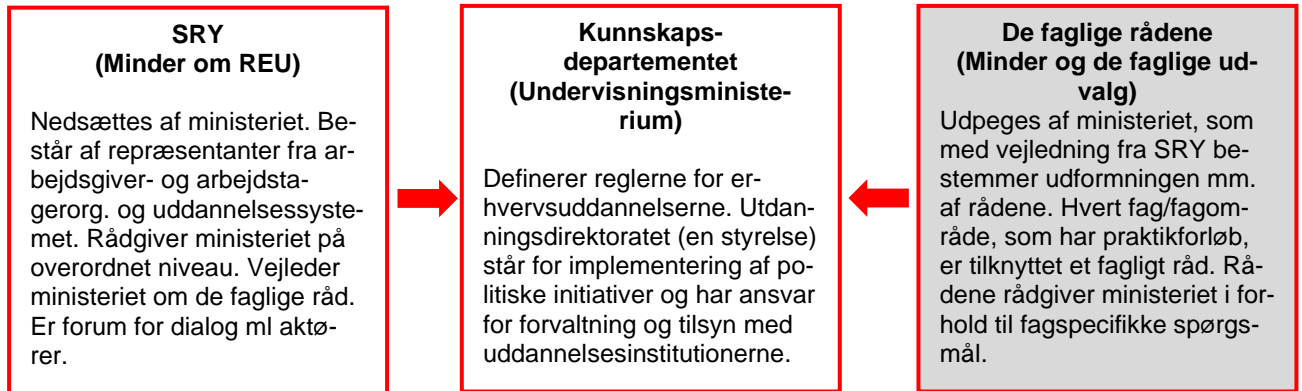 SRY
(Minder om REU)
Nedsættes af ministeriet. Be-
står af repræsentanter fra ar-
bejdsgiver- og arbejdsta-
gerorg. og uddannelsessyste-
met. Rådgiver ministeriet på
overordnet niveau. Vejleder
ministeriet om de faglige råd.
Er forum for dialog ml aktø-
rer.
Kunnskaps-
departementet
(Undervisningsministe-
rium)
Definerer reglerne for er-
hvervsuddannelserne. Utdan-
ningsdirektoratet (en styrelse)
står for implementering af po-
litiske initiativer og har ansvar
for forvaltning og tilsyn med
uddannelsesinstitutionerne.
De faglige rådene
(Minder og de faglige ud-
valg)
Udpeges af ministeriet, som
med vejledning fra SRY be-
stemmer udformningen mm.
af rådene. Hvert fag/fagom-
råde, som har praktikforløb,
er tilknyttet et fagligt råd. Rå-
dene rådgiver ministeriet i for-
hold til fagspecifikke spørgs-
mål.